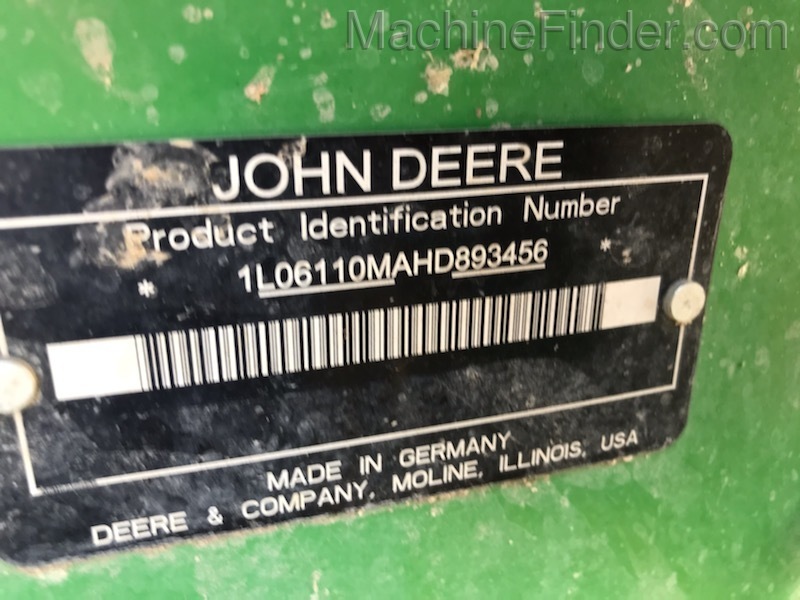 MachineFinder.com
JOHN DEERE
Product Identification Number
* 1L06110MAHD893456 *
MADE IN GERMANY
DEERE & COMPANY, MOLINE, ILLINOIS, USA